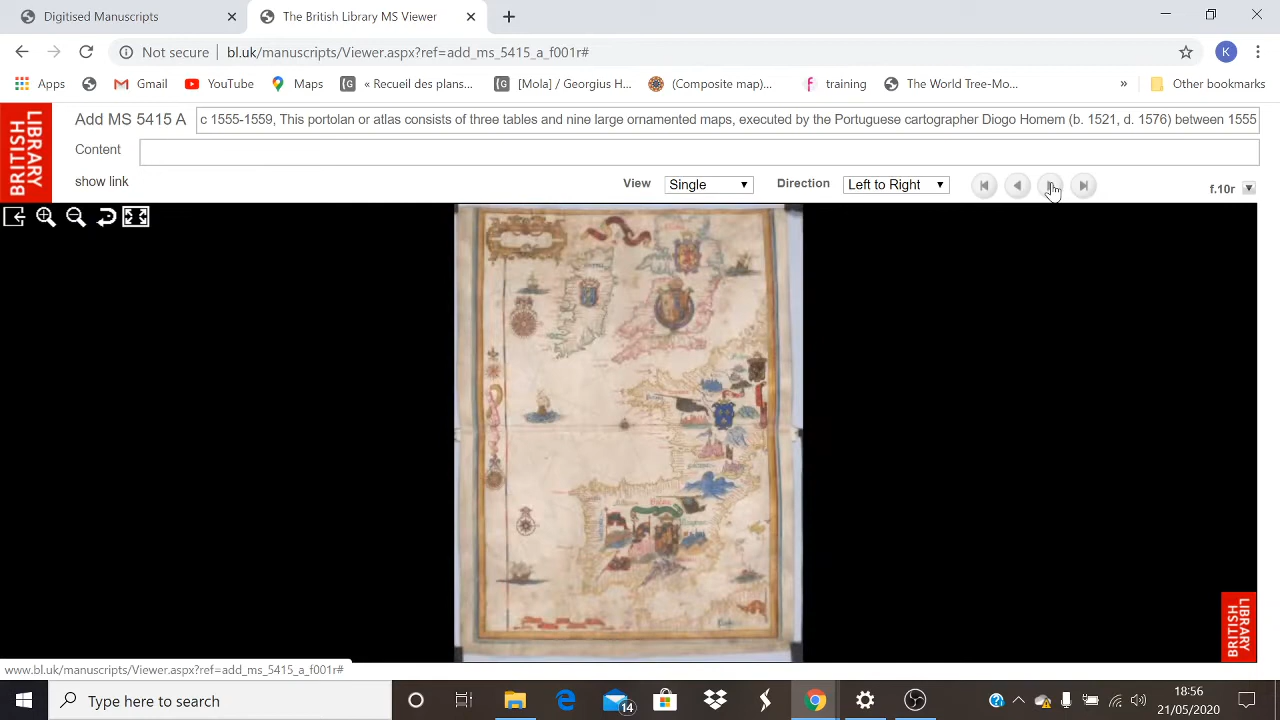 Digitised Manuscripts
The British Library MS Viewer
Not secure
bl.uk/manuscripts/Viewer.aspx?ref=add_ms_5415_a_f001r#
K
Apps
Gmail
YouTube
Maps
« Recueil des plans...
[Mola] / Georgius H...
(Composite map)...
training
The World Tree-Mo...
»
Other bookmarks
BRITISH
LIBRARY
Add MS 5415 A
c 1555-1559, This portolan or atlas consists of three tables and nine large ornamented maps, executed by the Portuguese cartographer Diogo Homem (b. 1521, d. 1576) between 1555
Content
show link
View
Single
Direction
Left to Right
f.10r
BRITISH
LIBRARY
www.bl.uk/manuscripts/Viewer.aspx?ref=add_ms_5415_a_f001r#
Type here to search
14
18:56
21/05/2020